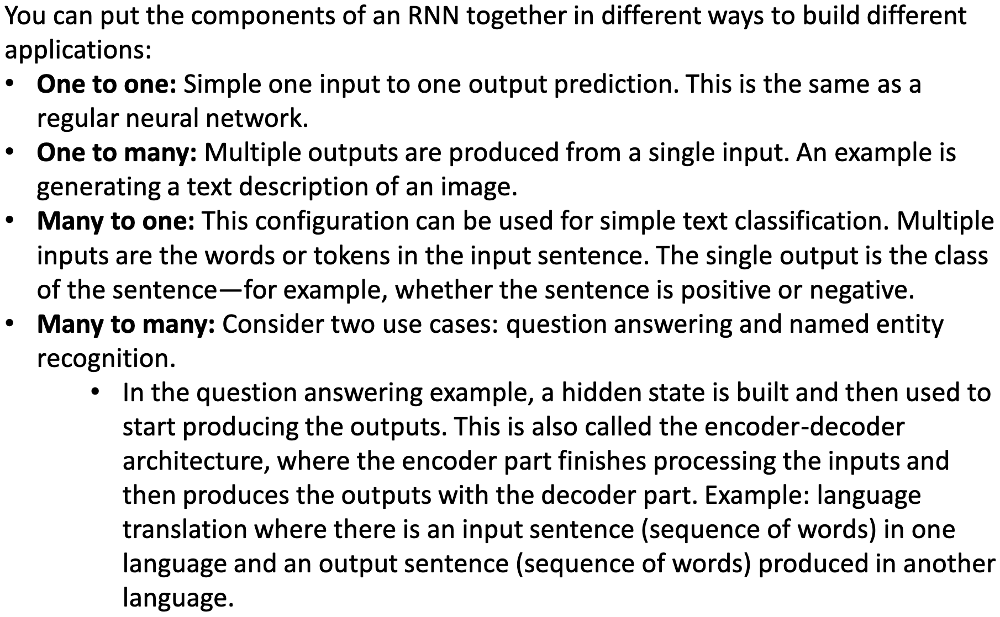 You can put the components of an RNN together in different ways to build different
applications:
• One to one: Simple one input to one output prediction. This is the same as a
regular neural network.
• One to many: Multiple outputs are produced from a single input. An example is
generating a text description of an image.
• Many to one: This configuration can be used for simple text classification. Multiple
inputs are the words or tokens in the input sentence. The single output is the class
of the sentence—for example, whether the sentence is positive or negative.
• Many to many: Consider two use cases: question answering and named entity
recognition.
• In the question answering example, a hidden state is built and then used to
start producing the outputs. This is also called the encoder-decoder
architecture, where the encoder part finishes processing the inputs and
then produces the outputs with the decoder part. Example: language
translation where there is an input sentence (sequence of words) in one
language and an output sentence (sequence of words) produced in another
language.